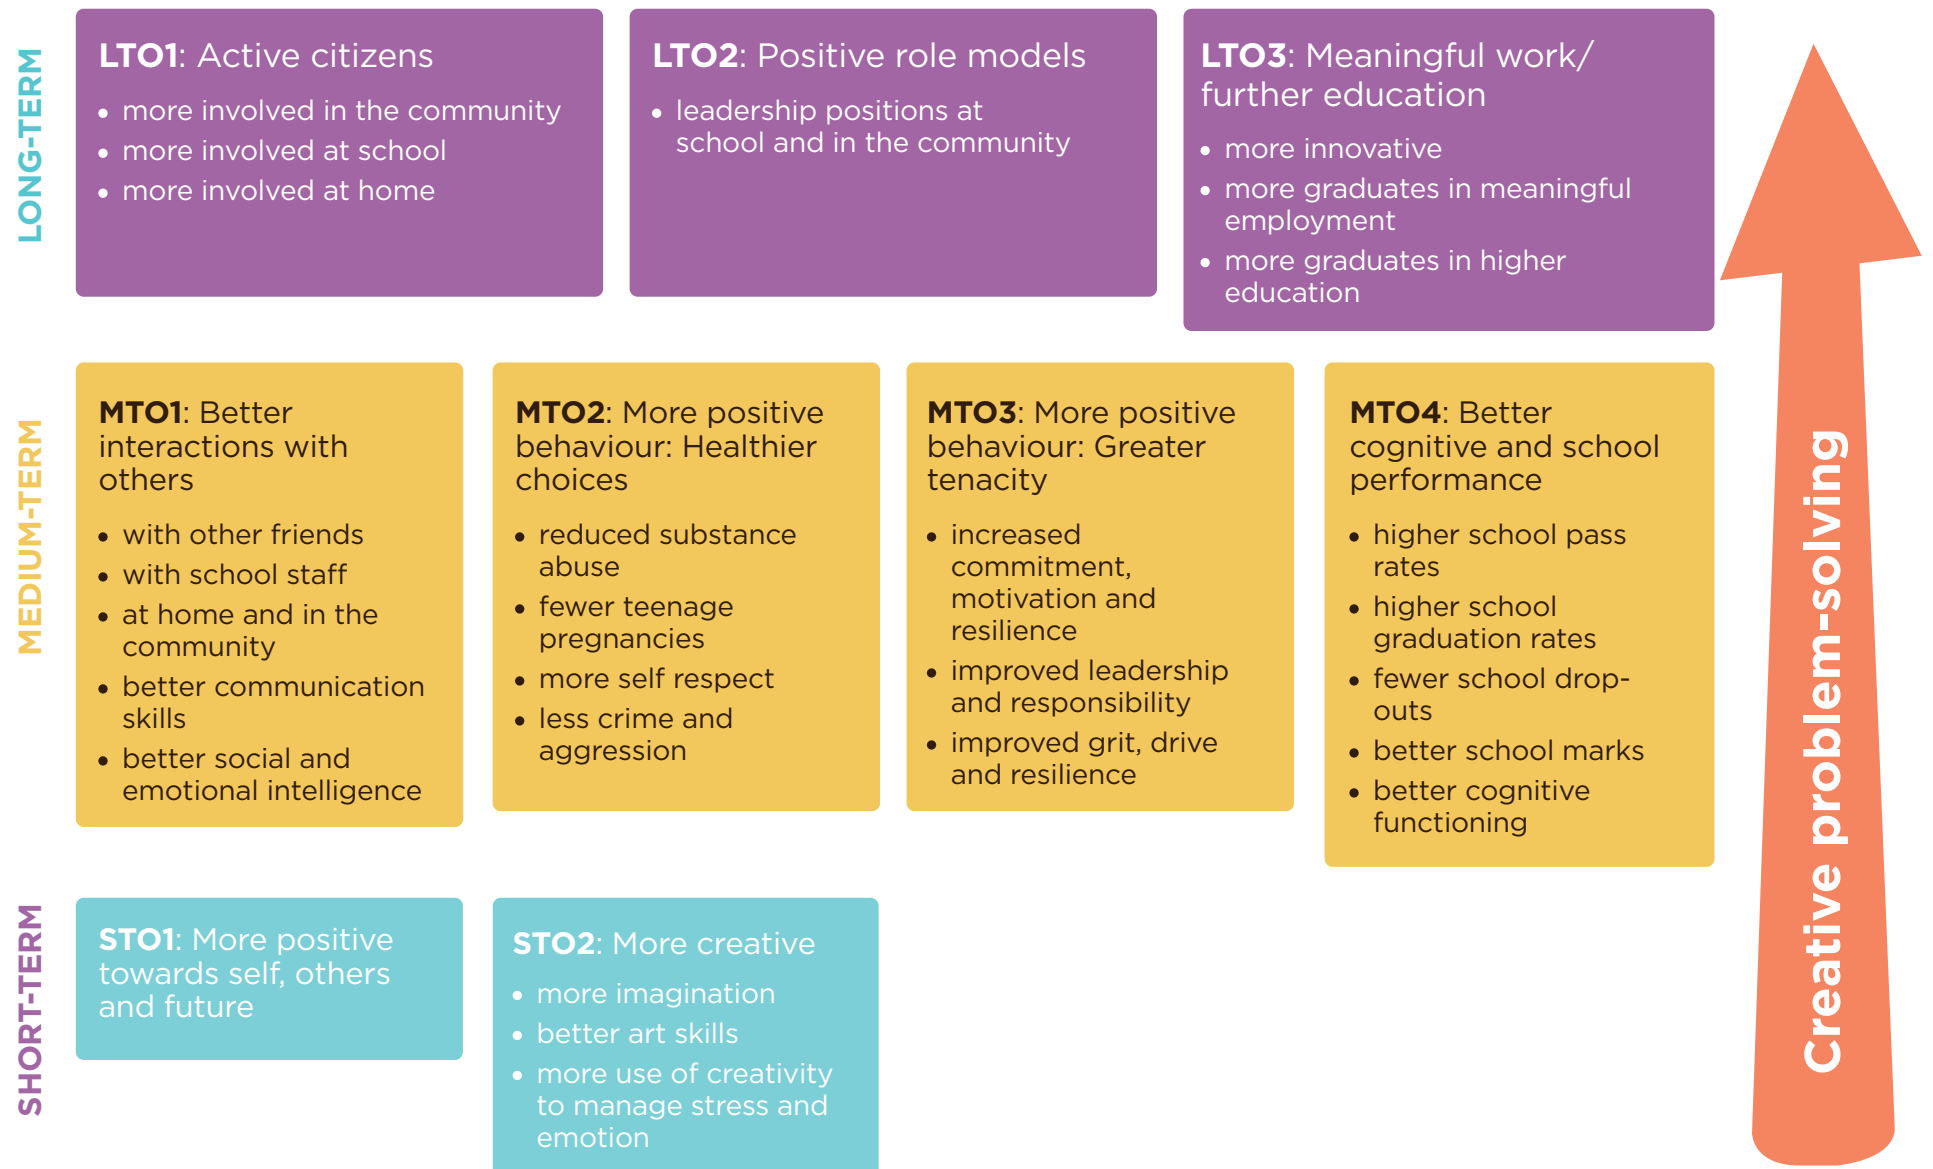 LONG-TERM
LTO1: Active citizens
• more involved in the community
• more involved at school
• more involved at home
LTO2: Positive role models
• leadership positions at
school and in the community
LTO3: Meaningful work/
further education
• more innovative
• more graduates in meaningful
employment
• more graduates in higher
education
MEDIUM-TERM
MTO1: Better
interactions with
others
• with other friends
• with school staff
• at home and in the
community
• better communication
skills
• better social and
emotional intelligence
MTO2: More positive
behaviour: Healthier
choices
• reduced substance
abuse
• fewer teenage
pregnancies
• more self respect
• less crime and
aggression
MTO3: More positive
behaviour: Greater
tenacity
• increased
commitment,
motivation and
resilience
• improved leadership
and responsibility
• improved grit, drive
and resilience
MTO4: Better
cognitive and school
performance
• higher school pass
rates
• higher school
graduation rates
• fewer school drop-
outs
• better school marks
• better cognitive
functioning
SHORT-TERM
STO1: More positive
towards self, others
and future
STO2: More creative
• more imagination
• better art skills
• more use of creativity
to manage stress and
emotion
Creative problem-solving